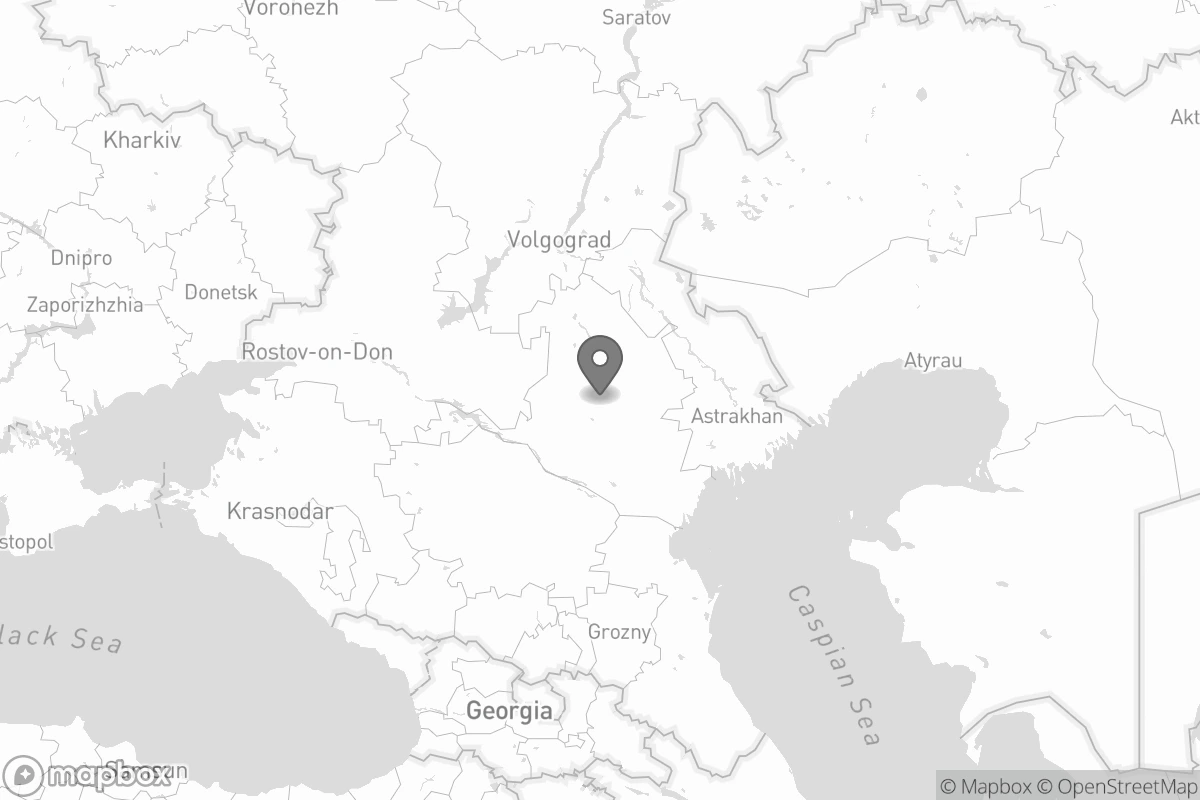 Voronezh
Saratov
Akt
Kharkiv
Volgograd
Dnipro
Donetsk
Zaporizhzhia
Rostov-on-Don
Atyrau
Astrakhan
Krasnodar
stopol
Caspian Sea
Grozny
lack Sea
Georgia
Samsun
mapbox
© Mapbox © OpenStreetMap